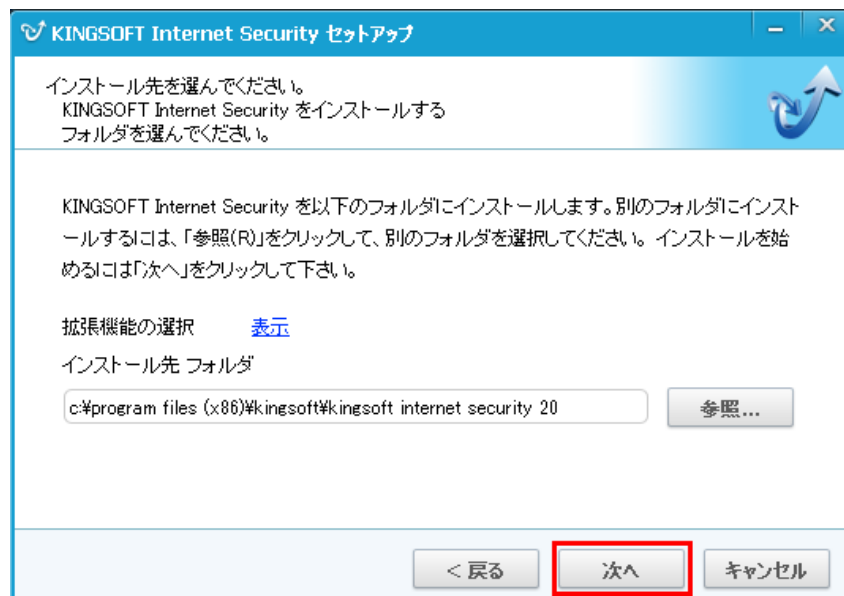 KINGSOFT Internet Security セットアップ
インストール先を選んでください。
KINGSOFT Internet Security をインストールする
フォルダを選んでください。
KINGSOFT Internet Security を以下のフォルダにインストールします。別のフォルダにインスト
ールするには、「参照(R)」をクリックして、別のフォルダを選択してください。インストールを始
めるには「次へ」をクリックして下さい。
拡張機能の選択 表示
インストール先 フォルダ
c:¥program files (x86)¥kingsoft¥kingsoft internet security 20
参照...
< 戻る 次へ キャンセル